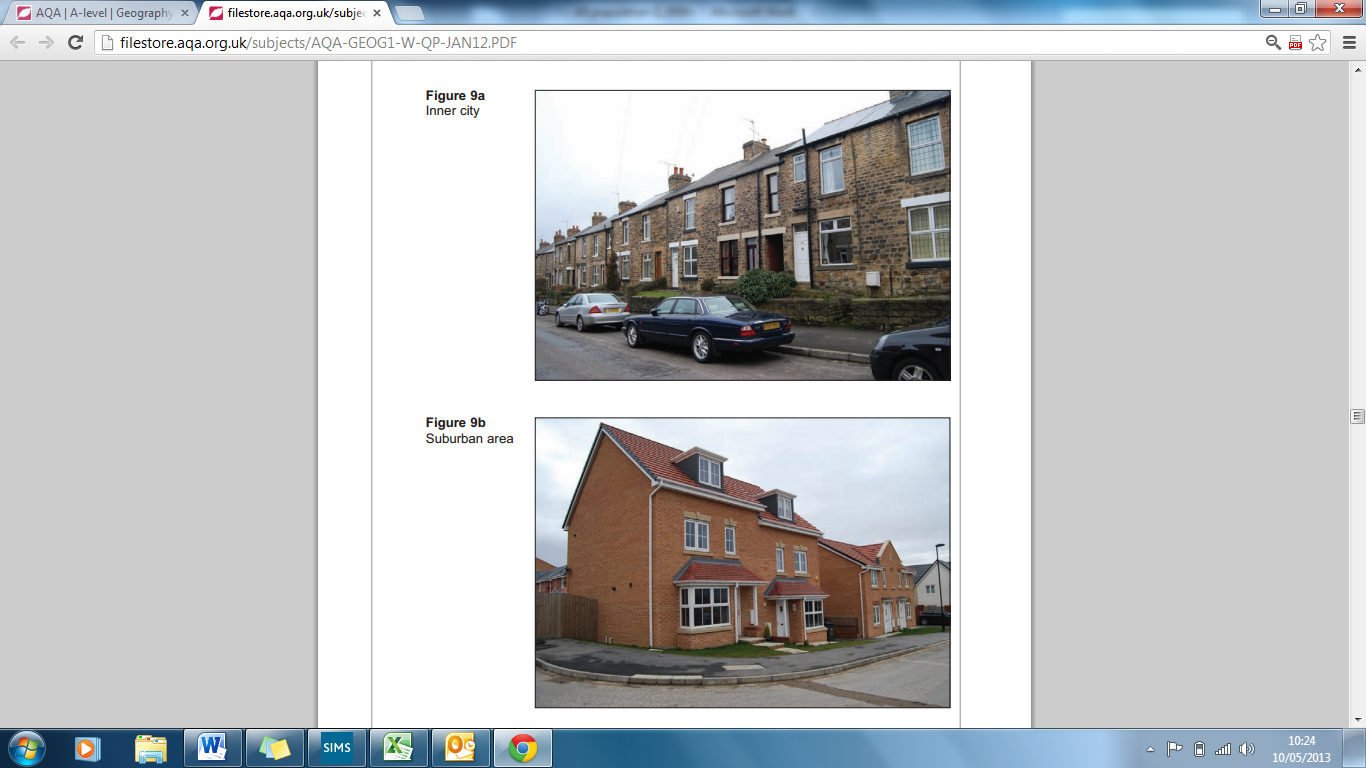 AQA | A-level | Geography
filestore.aqa.org.uk/subje
filestore.aqa.org.uk/subjects/AQA-GEOG1-W-QP-JAN12.PDF
PDF
Figure 9a
Inner city
Figure 9b
Suburban area
W
SIMS
10:24
10/05/2013